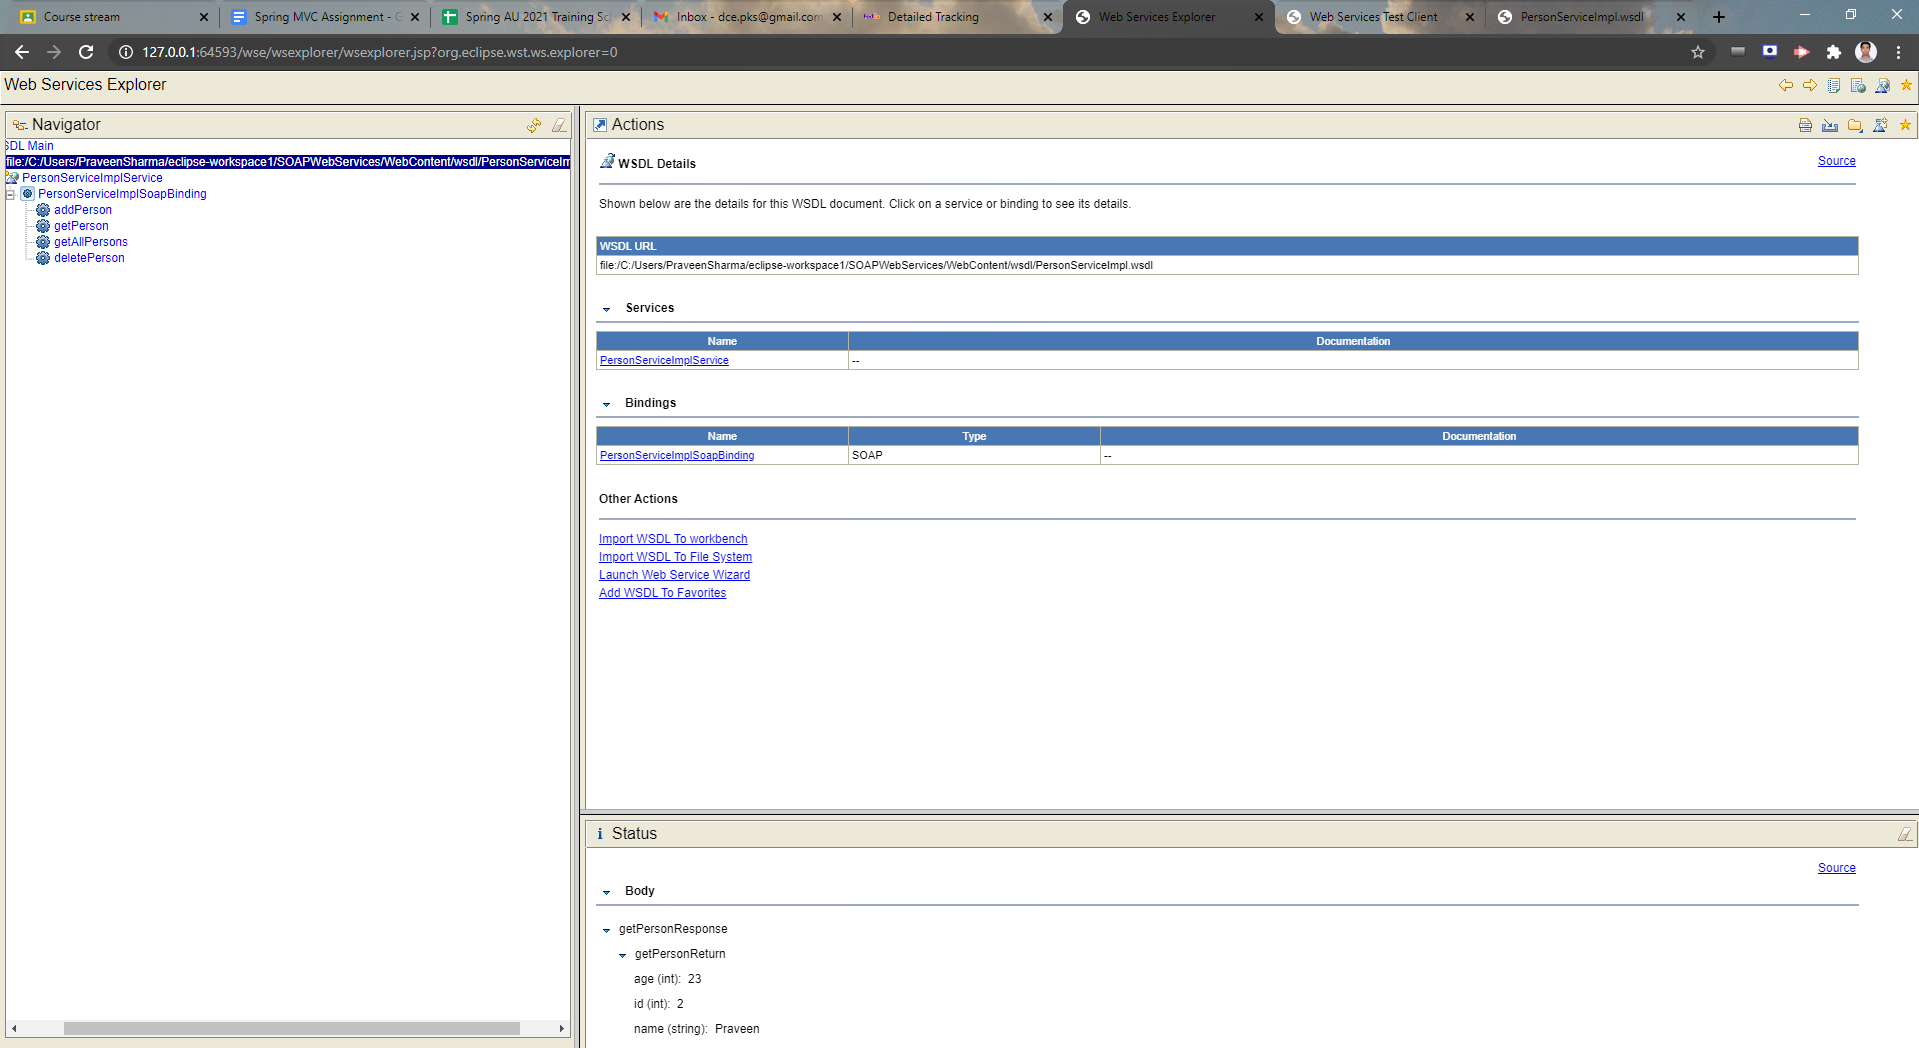 Course stream
Spring MVC Assignment - G
Spring AU 2021 Training Sc
Inbox - dce.pks@gmail.com
Detailed Tracking
Web Services Explorer
Web Services Test Client
PersonServiceImpl.wsdl
127.0.0.1:64593/wse/wsexplorer/wsexplorer.jsp?org.eclipse.wst.ws.explorer=0
Web Services Explorer
Navigator
SDL Main
file:/C:/Users/PraveenSharma/eclipse-workspace1/SOAPWebServices/WebContent/wsdl/PersonServiceIm
PersonServiceImplService
PersonServiceImplSoapBinding
addPerson
getPerson
getAllPersons
deletePerson
Actions
WSDL Details
Source
Shown below are the details for this WSDL document. Click on a service or binding to see its details.
WSDL URL
file:/C:/Users/PraveenSharma/eclipse-workspace1/SOAPWebServices/WebContent/wsdl/PersonServiceImpl.wsdl
Services
Name Documentation
PersonServiceImplService --
Bindings
Name Type Documentation
PersonServiceImplSoapBinding SOAP --
Other Actions
Import WSDL To workbench
Import WSDL To File System
Launch Web Service Wizard
Add WSDL To Favorites
Status
Source
Body
getPersonResponse
getPersonReturn
age (int): 23
id (int): 2
name (string): Praveen